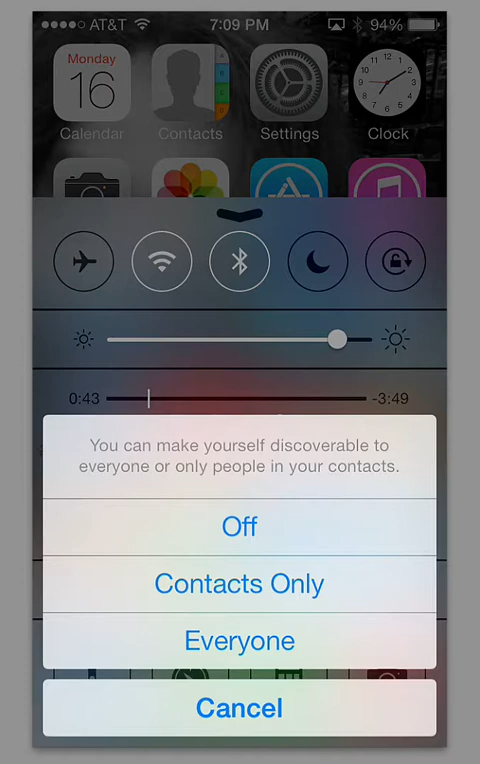 AT&T 7:09 PM 94%
Monday
16
12
Calendar Contacts Settings Clock
0:43 -3:49
You can make yourself discoverable to
everyone or only people in your contacts.
Off
Contacts Only
Everyone
Cancel